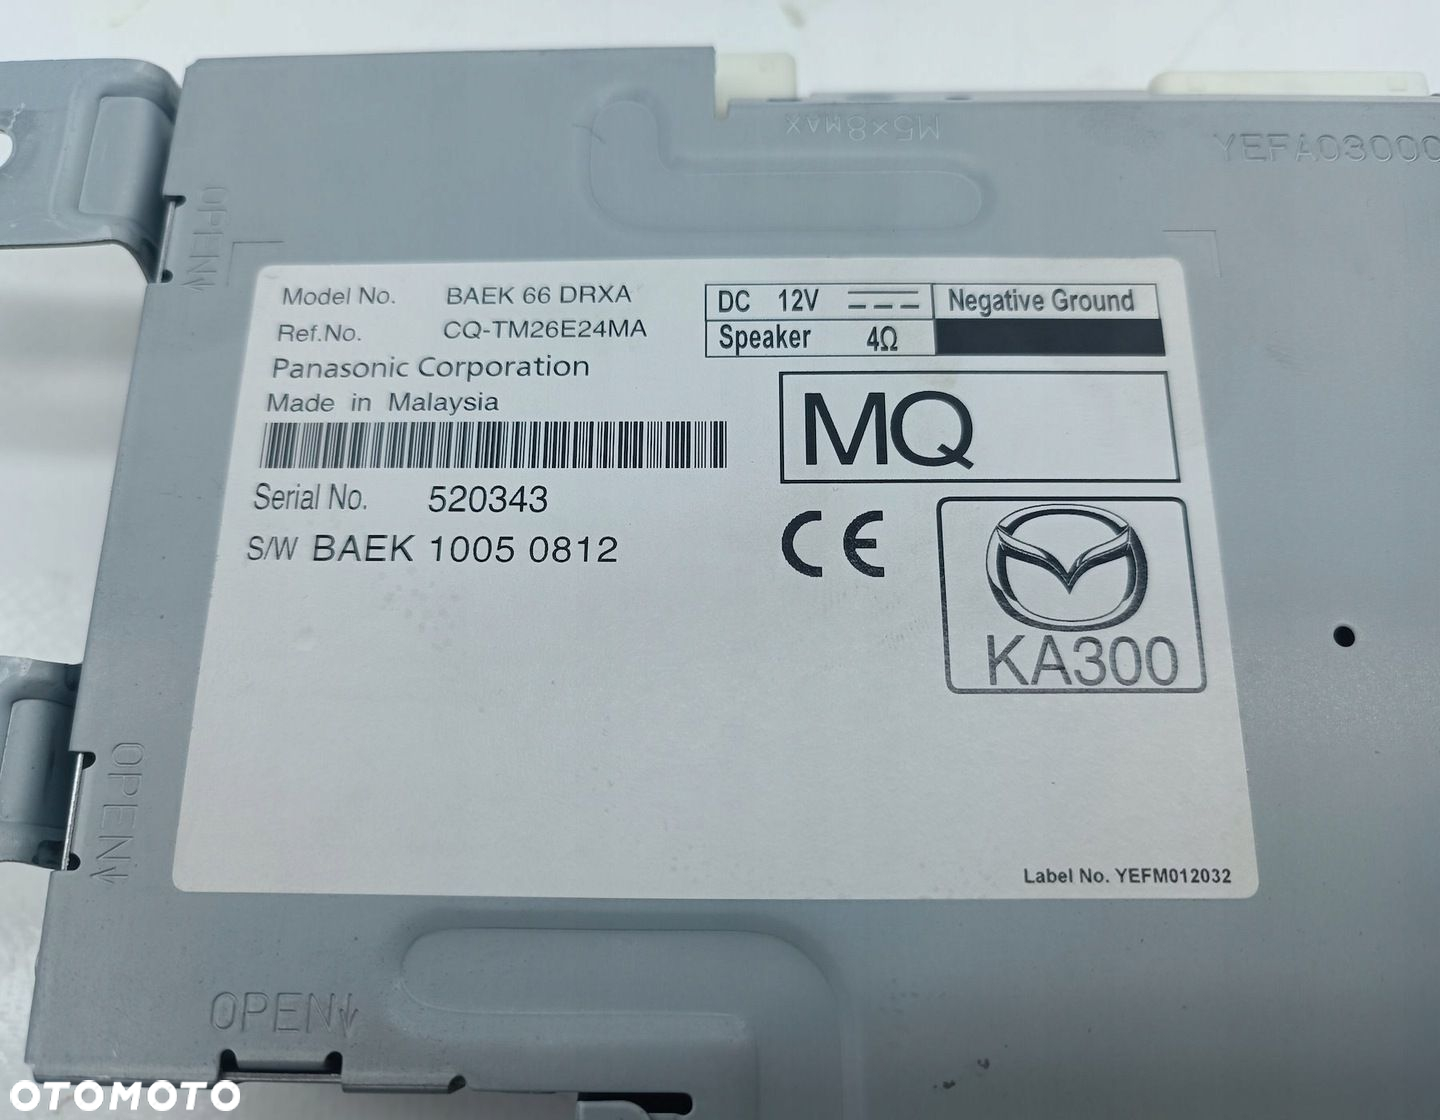 M5×8MAX
YEFA03000
OPEN
Model No. BAEK 66 DRXA
Ref.No. CQ-TM26E24MA
Panasonic Corporation
Made in Malaysia
Serial No. 520343
S/W BAEK 1005 0812
DC 12V Negative Ground
Speaker 4Ω
MQ
CE
KA300
Label No. YEFM012032
OPEN
OPEN
OTOMOTO